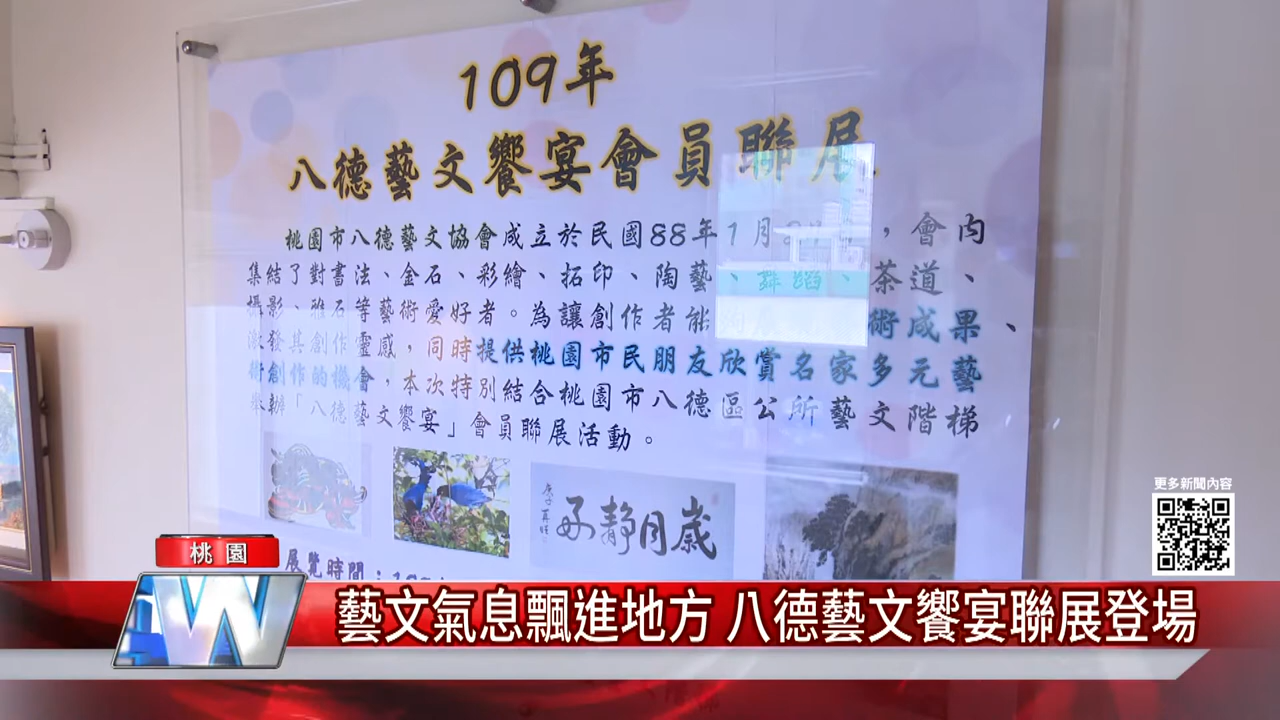 109年
八德藝文饗宴會員聯展
桃園市八德藝文協會成立於民國88年1月，會內
集結了對書法、金石、彩繪、拓印、陶藝、舞蹈、茶道、
攝影、雅石等藝術愛好者。為讓創作者能術成果、
激發其創作靈感，同時提供桃園市民朋友欣賞名家多元藝
術創作的機會，本次特別結合桃園市八德區公所藝文階梯
舉辦「八德藝文饗宴」會員聯展活動。
歲月靜好
展覽時間：
更多新聞內容
桃園
W
藝文氣息飄進地方 八德藝文饗宴聯展登場